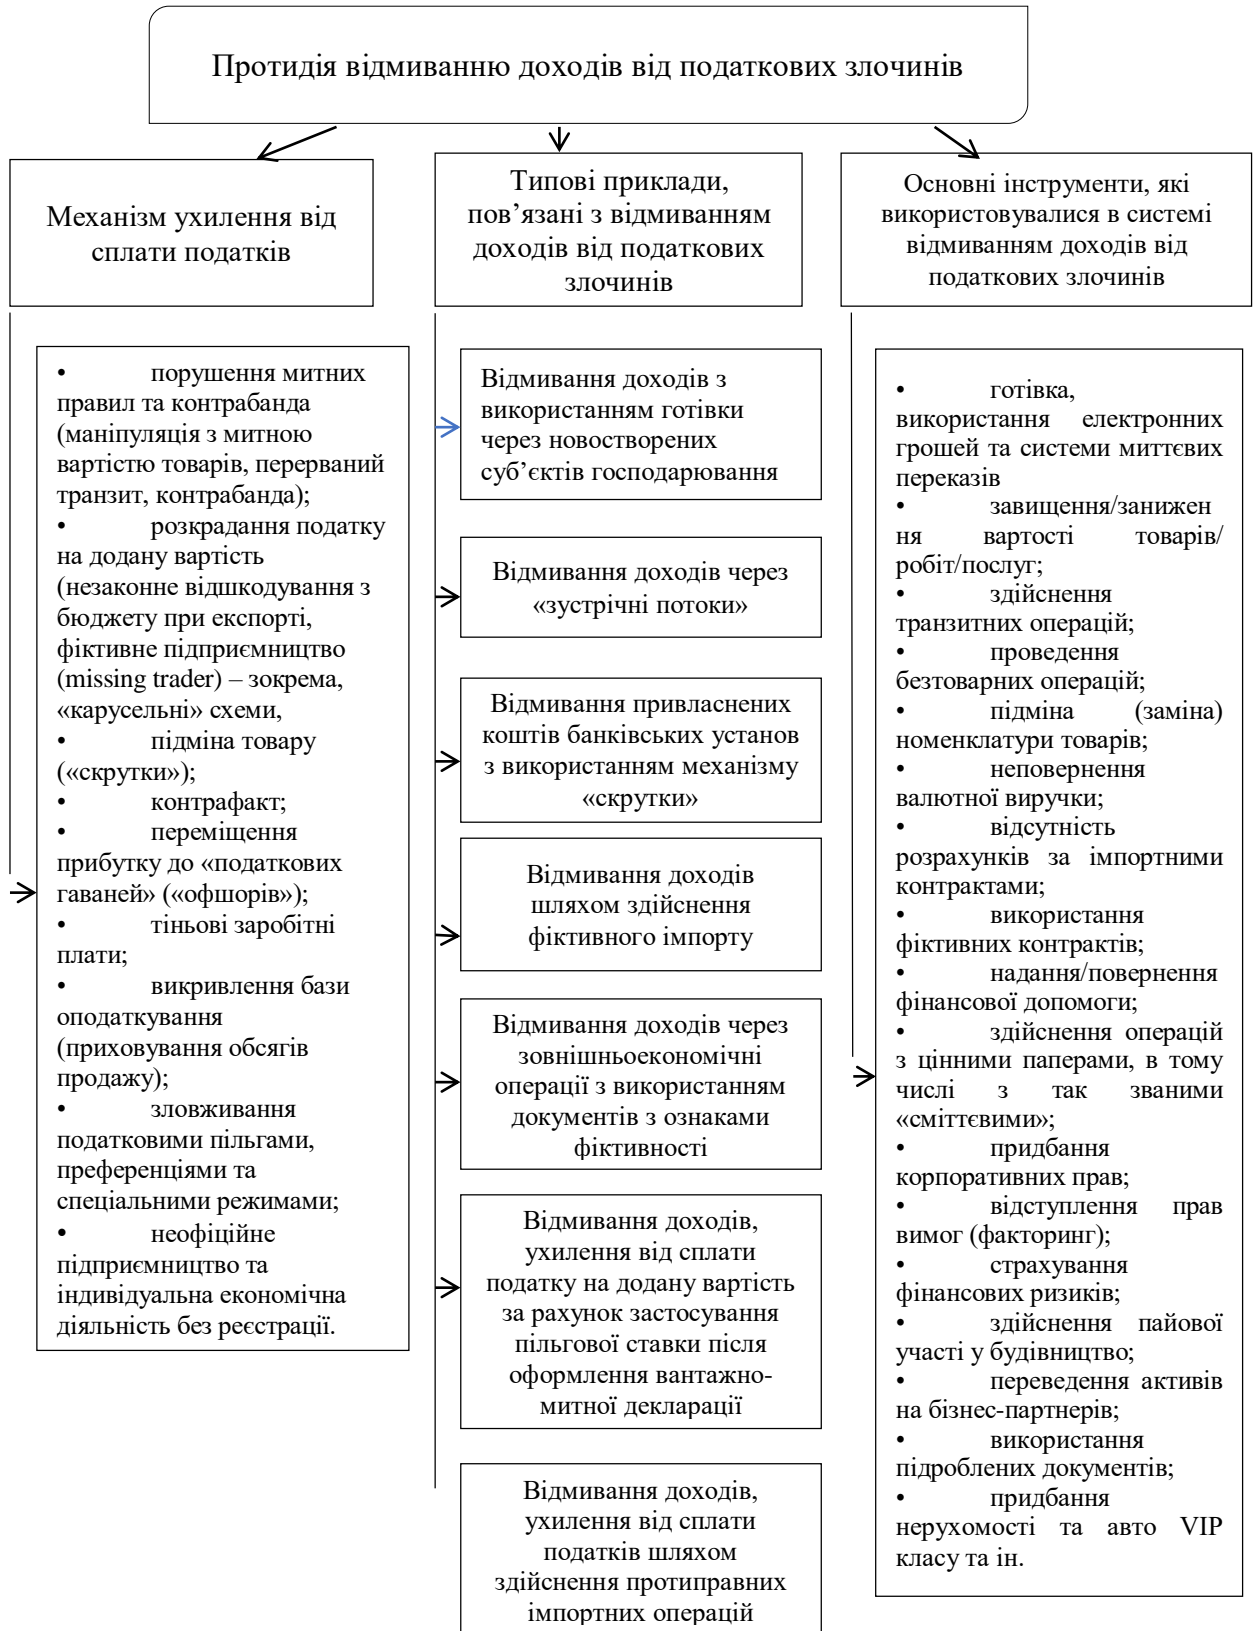 Протидія відмиванню доходів від податкових злочинів
Механізм ухилення від
сплати податків
Типові приклади,
пов’язані з відмиванням
доходів від податкових
злочинів
Основні інструменти, які
використовувалися в системі
відмиванням доходів від
податкових злочинів
• порушення митних
правил та контрабанда
(маніпуляція з митною
вартістю товарів, перерваний
транзит, контрабанда);
• розкрадання податку
на додану вартість
(незаконне відшкодування з
бюджету при експорті,
фіктивне підприємництво
(missing trader) – зокрема,
«карусельні» схеми,
• підміна товару
(«скрутки»);
• контрафакт;
• переміщення
прибутку до «податкових
гаваней» («офшорів»);
• тіньові заробітні
плати;
• викривлення бази
оподаткування
(приховування обсягів
продажу);
• зловживання
податковими пільгами,
преференціями та
спеціальними режимами;
• неофіційне
підприємництво та
індивідуальна економічна
діяльність без реєстрації.
Відмивання доходів з
використанням готівки
через новостворених
суб’єктів господарювання
Відмивання доходів через
«зустрічні потоки»
Відмивання привласнених
коштів банківських установ
з використанням механізму
«скрутки»
Відмивання доходів
шляхом здійснення
фіктивного імпорту
Відмивання доходів через
зовнішньоекономічні
операції з використанням
документів з ознаками
фіктивності
Відмивання доходів,
ухилення від сплати
податку на додану вартість
за рахунок застосування
пільгової ставки після
оформлення вантажно-
митної декларації
Відмивання доходів,
ухилення від сплати
податків шляхом
здійснення протиправних
імпортних операцій
• готівка,
використання електронних
грошей та системи миттєвих
переказів
• завищення/занижен
ня вартості товарів/
робіт/послуг;
• здійснення
транзитних операцій;
• проведення
безтоварних операцій;
• підміна (заміна)
номенклатури товарів;
• неповернення
валютної виручки;
• відсутність
розрахунків за імпортними
контрактами;
• використання
фіктивних контрактів;
• надання/повернення
фінансової допомоги;
• здійснення операцій
з цінними паперами, в тому
числі з так званими
«сміттєвими»;
• придбання
корпоративних прав;
• відступлення прав
вимог (факторинг);
• страхування
фінансових ризиків;
• здійснення пайової
участі у будівництво;
• переведення активів
на бізнес-партнерів;
• використання
підроблених документів;
• придбання
нерухомості та авто VIP
класу та ін.